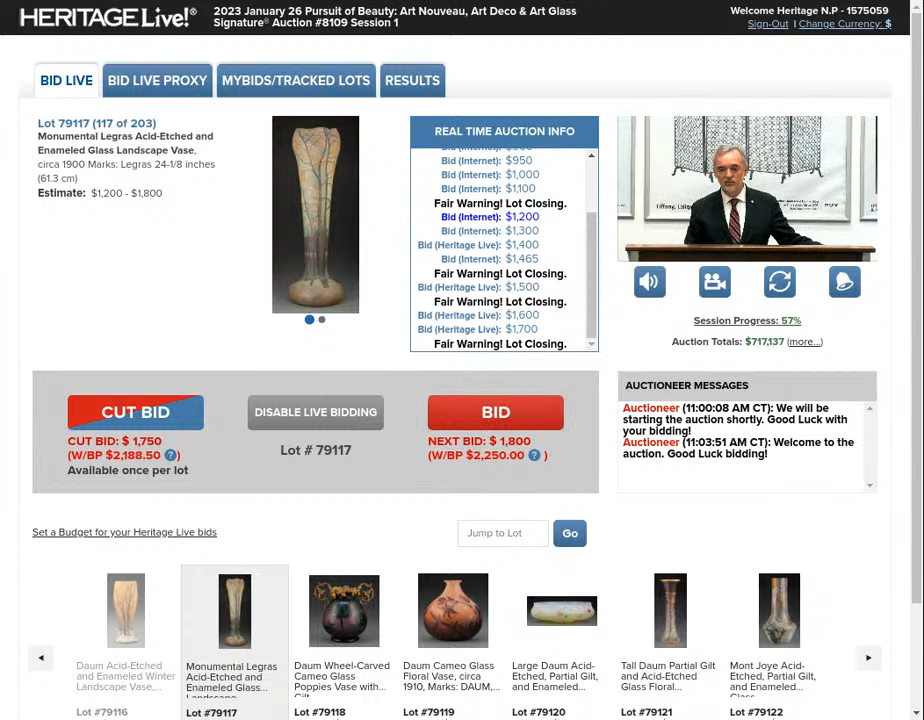 HERITAGE Live!®
2023 January 26 Pursuit of Beauty: Art Nouveau, Art Deco & Art Glass
Signature® Auction #8109 Session 1
Welcome Heritage N.P - 1575059
Sign-Out | Change Currency: $
BID LIVE
BID LIVE PROXY
MYBIDS/TRACKED LOTS
RESULTS
Lot 79117 (117 of 203)
Monumental Legras Acid-Etched and
Enameled Glass Landscape Vase,
circa 1900 Marks: Legras 24-1/8 inches
(61.3 cm)
Estimate: $1,200 - $1,800
REAL TIME AUCTION INFO
Bid (Internet): $950
Bid (Internet): $1,000
Bid (Internet): $1,100
Fair Warning! Lot Closing.
Bid (Internet): $1,200
Bid (Internet): $1,300
Bid (Heritage Live): $1,400
Bid (Internet): $1,465
Fair Warning! Lot Closing.
Bid (Heritage Live): $1,500
Fair Warning! Lot Closing.
Bid (Heritage Live): $1,600
Bid (Heritage Live): $1,700
Fair Warning! Lot Closing.
Session Progress: 57%
Auction Totals: $717,137 (more...)
CUT BID
CUT BID: $ 1,750
(W/BP $2,188.50 ?)
Available once per lot
DISABLE LIVE BIDDING
Lot # 79117
BID
NEXT BID: $ 1,800
(W/BP $2,250.00 ? )
AUCTIONEER MESSAGES
Auctioneer (11:00:08 AM CT): We will be
starting the auction shortly. Good Luck with
your bidding!
Auctioneer (11:03:51 AM CT): Welcome to the
auction. Good Luck bidding!
Set a Budget for your Heritage Live bids
Jump to Lot
Go
Daum Acid-Etched
and Enameled Winter
Landscape Vase,...
Lot #79116
Monumental Legras
Acid-Etched and
Enameled Glass...
Lot #79117
Daum Wheel-Carved
Cameo Glass
Poppies Vase with...
Lot #79118
Daum Cameo Glass
Floral Vase, circa
1910, Marks: DAUM,...
Lot #79119
Large Daum Acid-
Etched, Partial Gilt,
and Enameled...
Lot #79120
Tall Daum Partial Gilt
and Acid-Etched
Glass Floral...
Lot #79121
Mont Joye Acid-
Etched, Partial Gilt,
and Enameled
Lot #79122